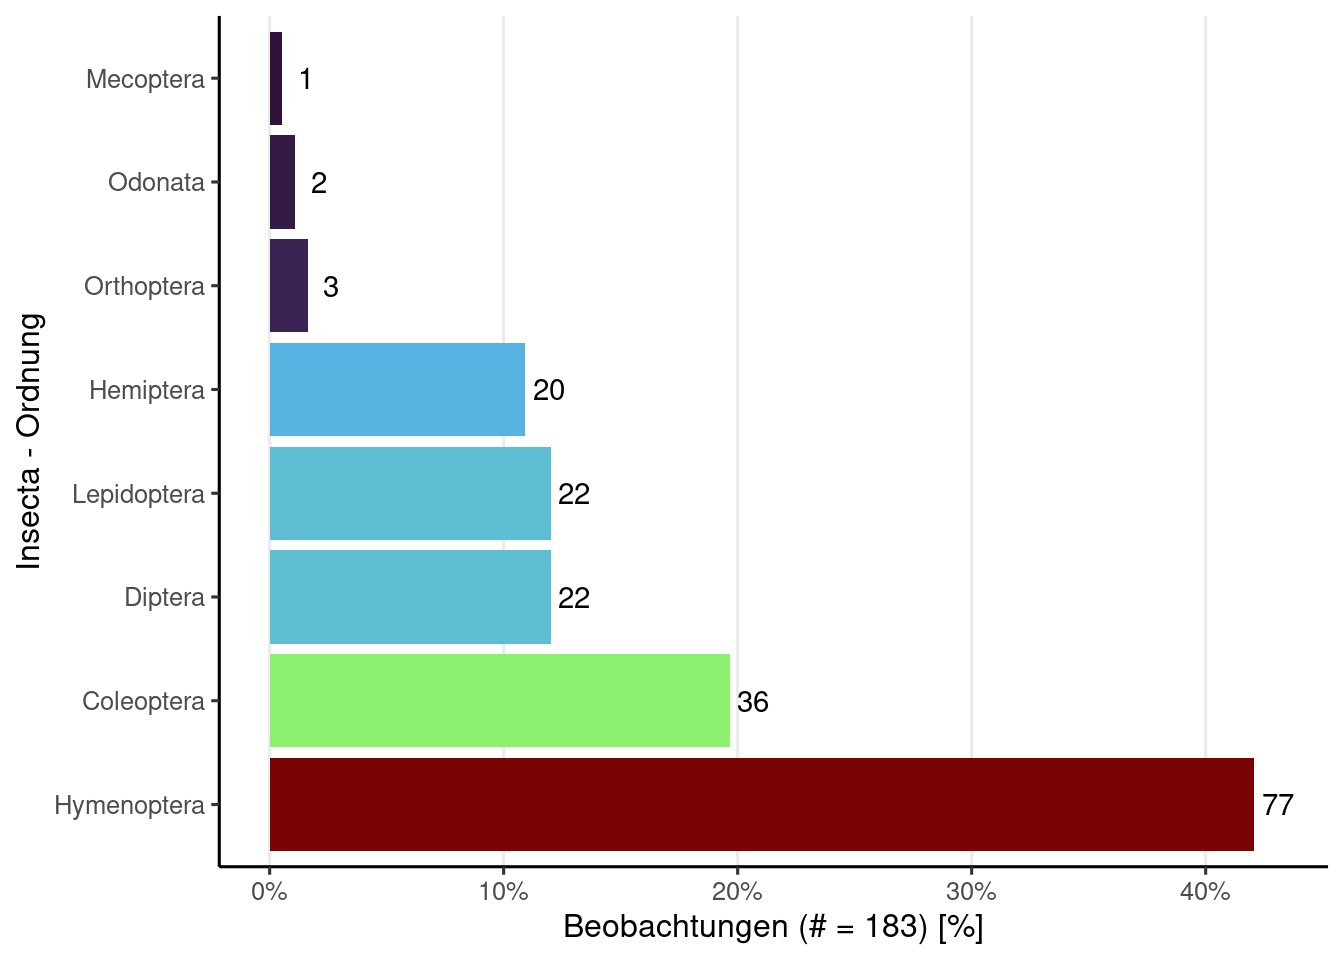 Insecta - Ordnung
Mecoptera 1
Odonata 2
Orthoptera 3
Hemiptera 20
Lepidoptera 22
Diptera 22
Coleoptera 36
Hymenoptera 77
0% 10% 20% 30% 40%
Beobachtungen (# = 183) [%]